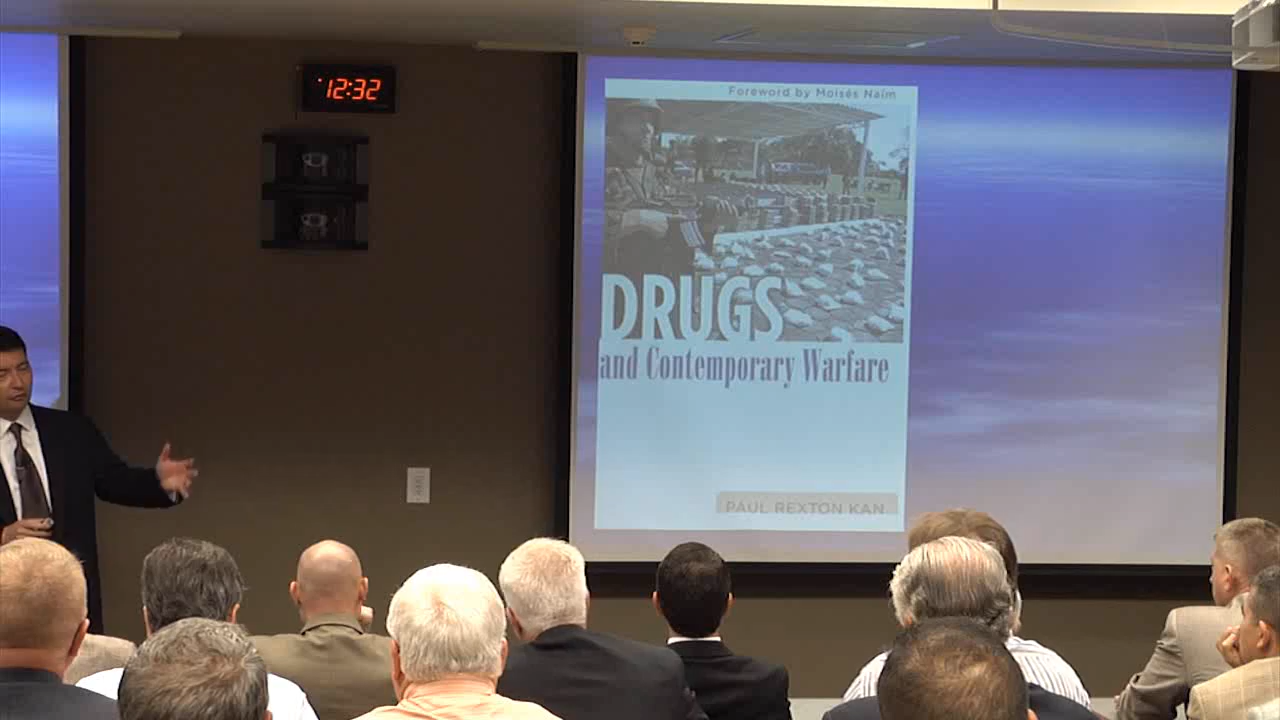 12:32
Foreword by Moisés Naím
DRUGS
and Contemporary Warfare
PAUL REXTON KAN